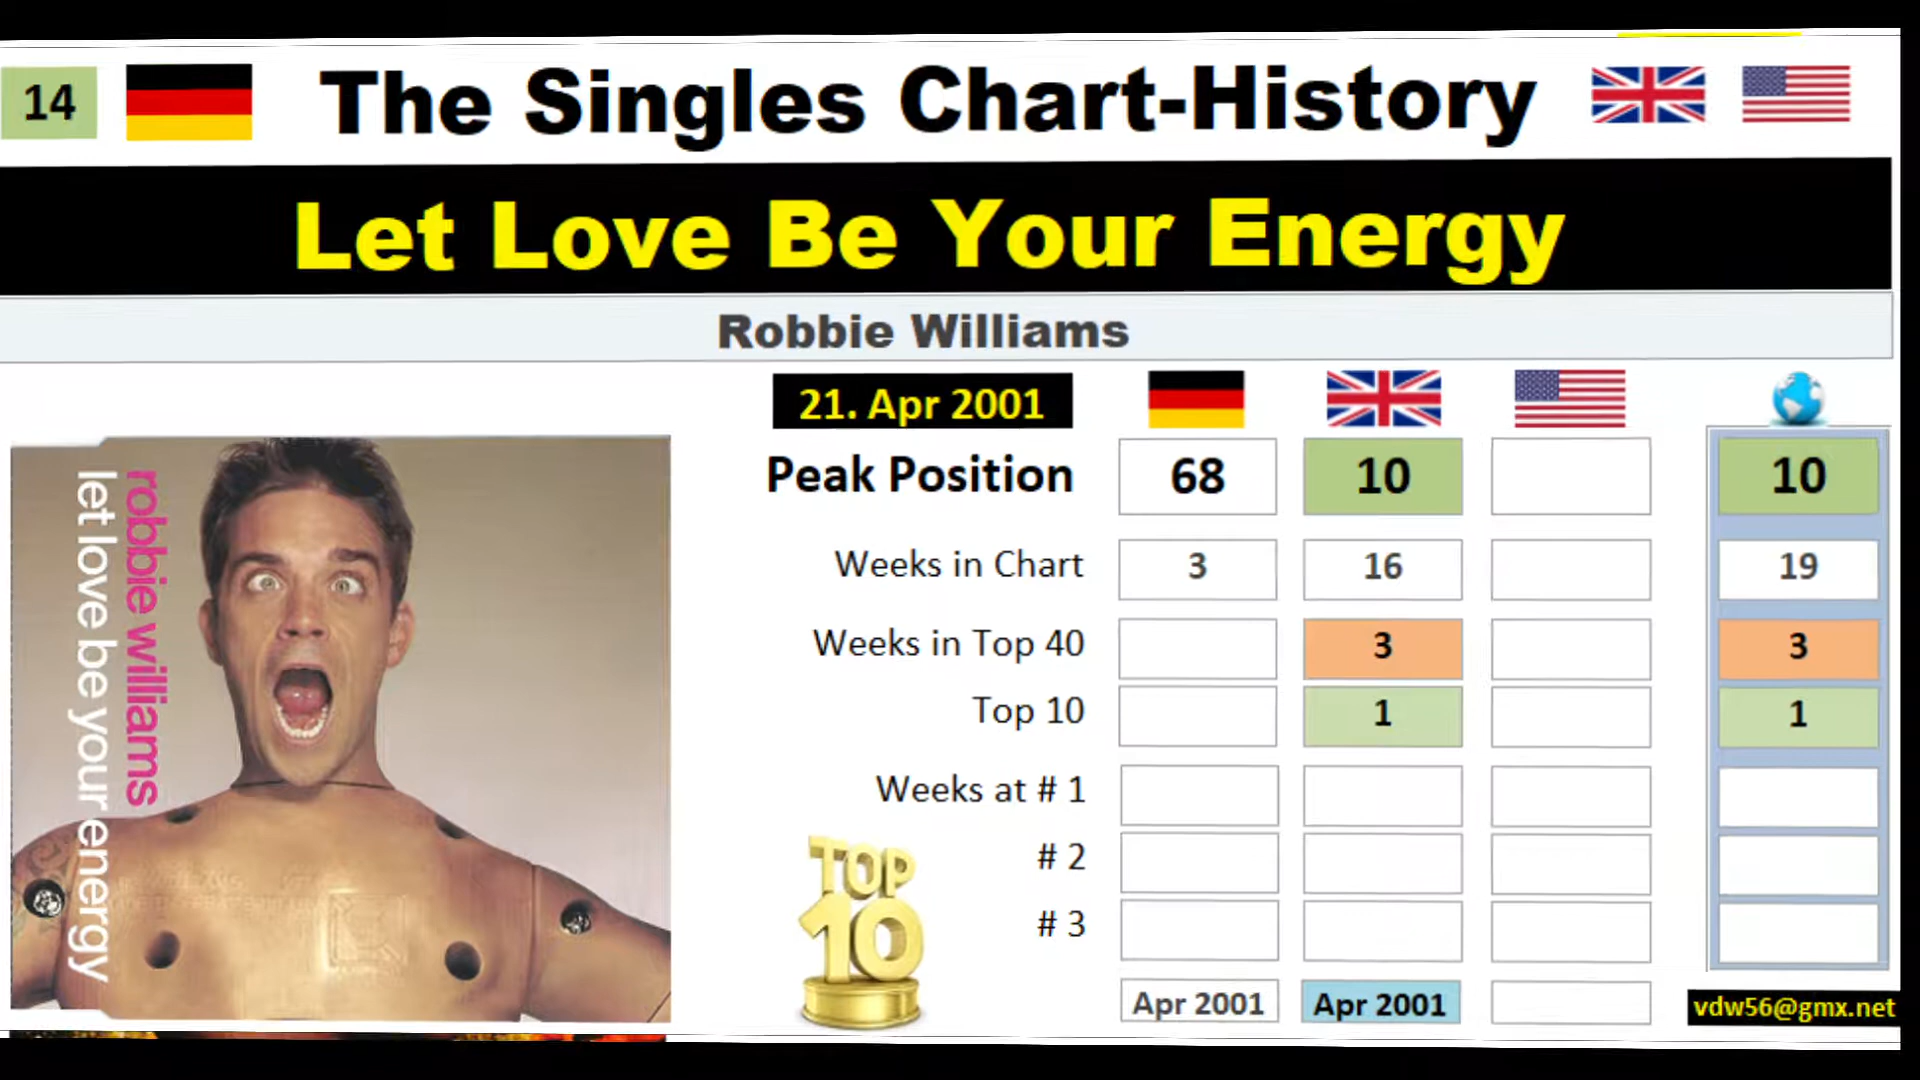 14 The Singles Chart-History
Let Love Be Your Energy
Robbie Williams
robbie williams
let love be your energy
21. Apr 2001
Peak Position 68 10 10
Weeks in Chart 3 16 19
Weeks in Top 40 3 3
Top 10 1 1
Weeks at # 1
# 2
# 3
TOP
10
Apr 2001 Apr 2001
vdw56@gmx.net